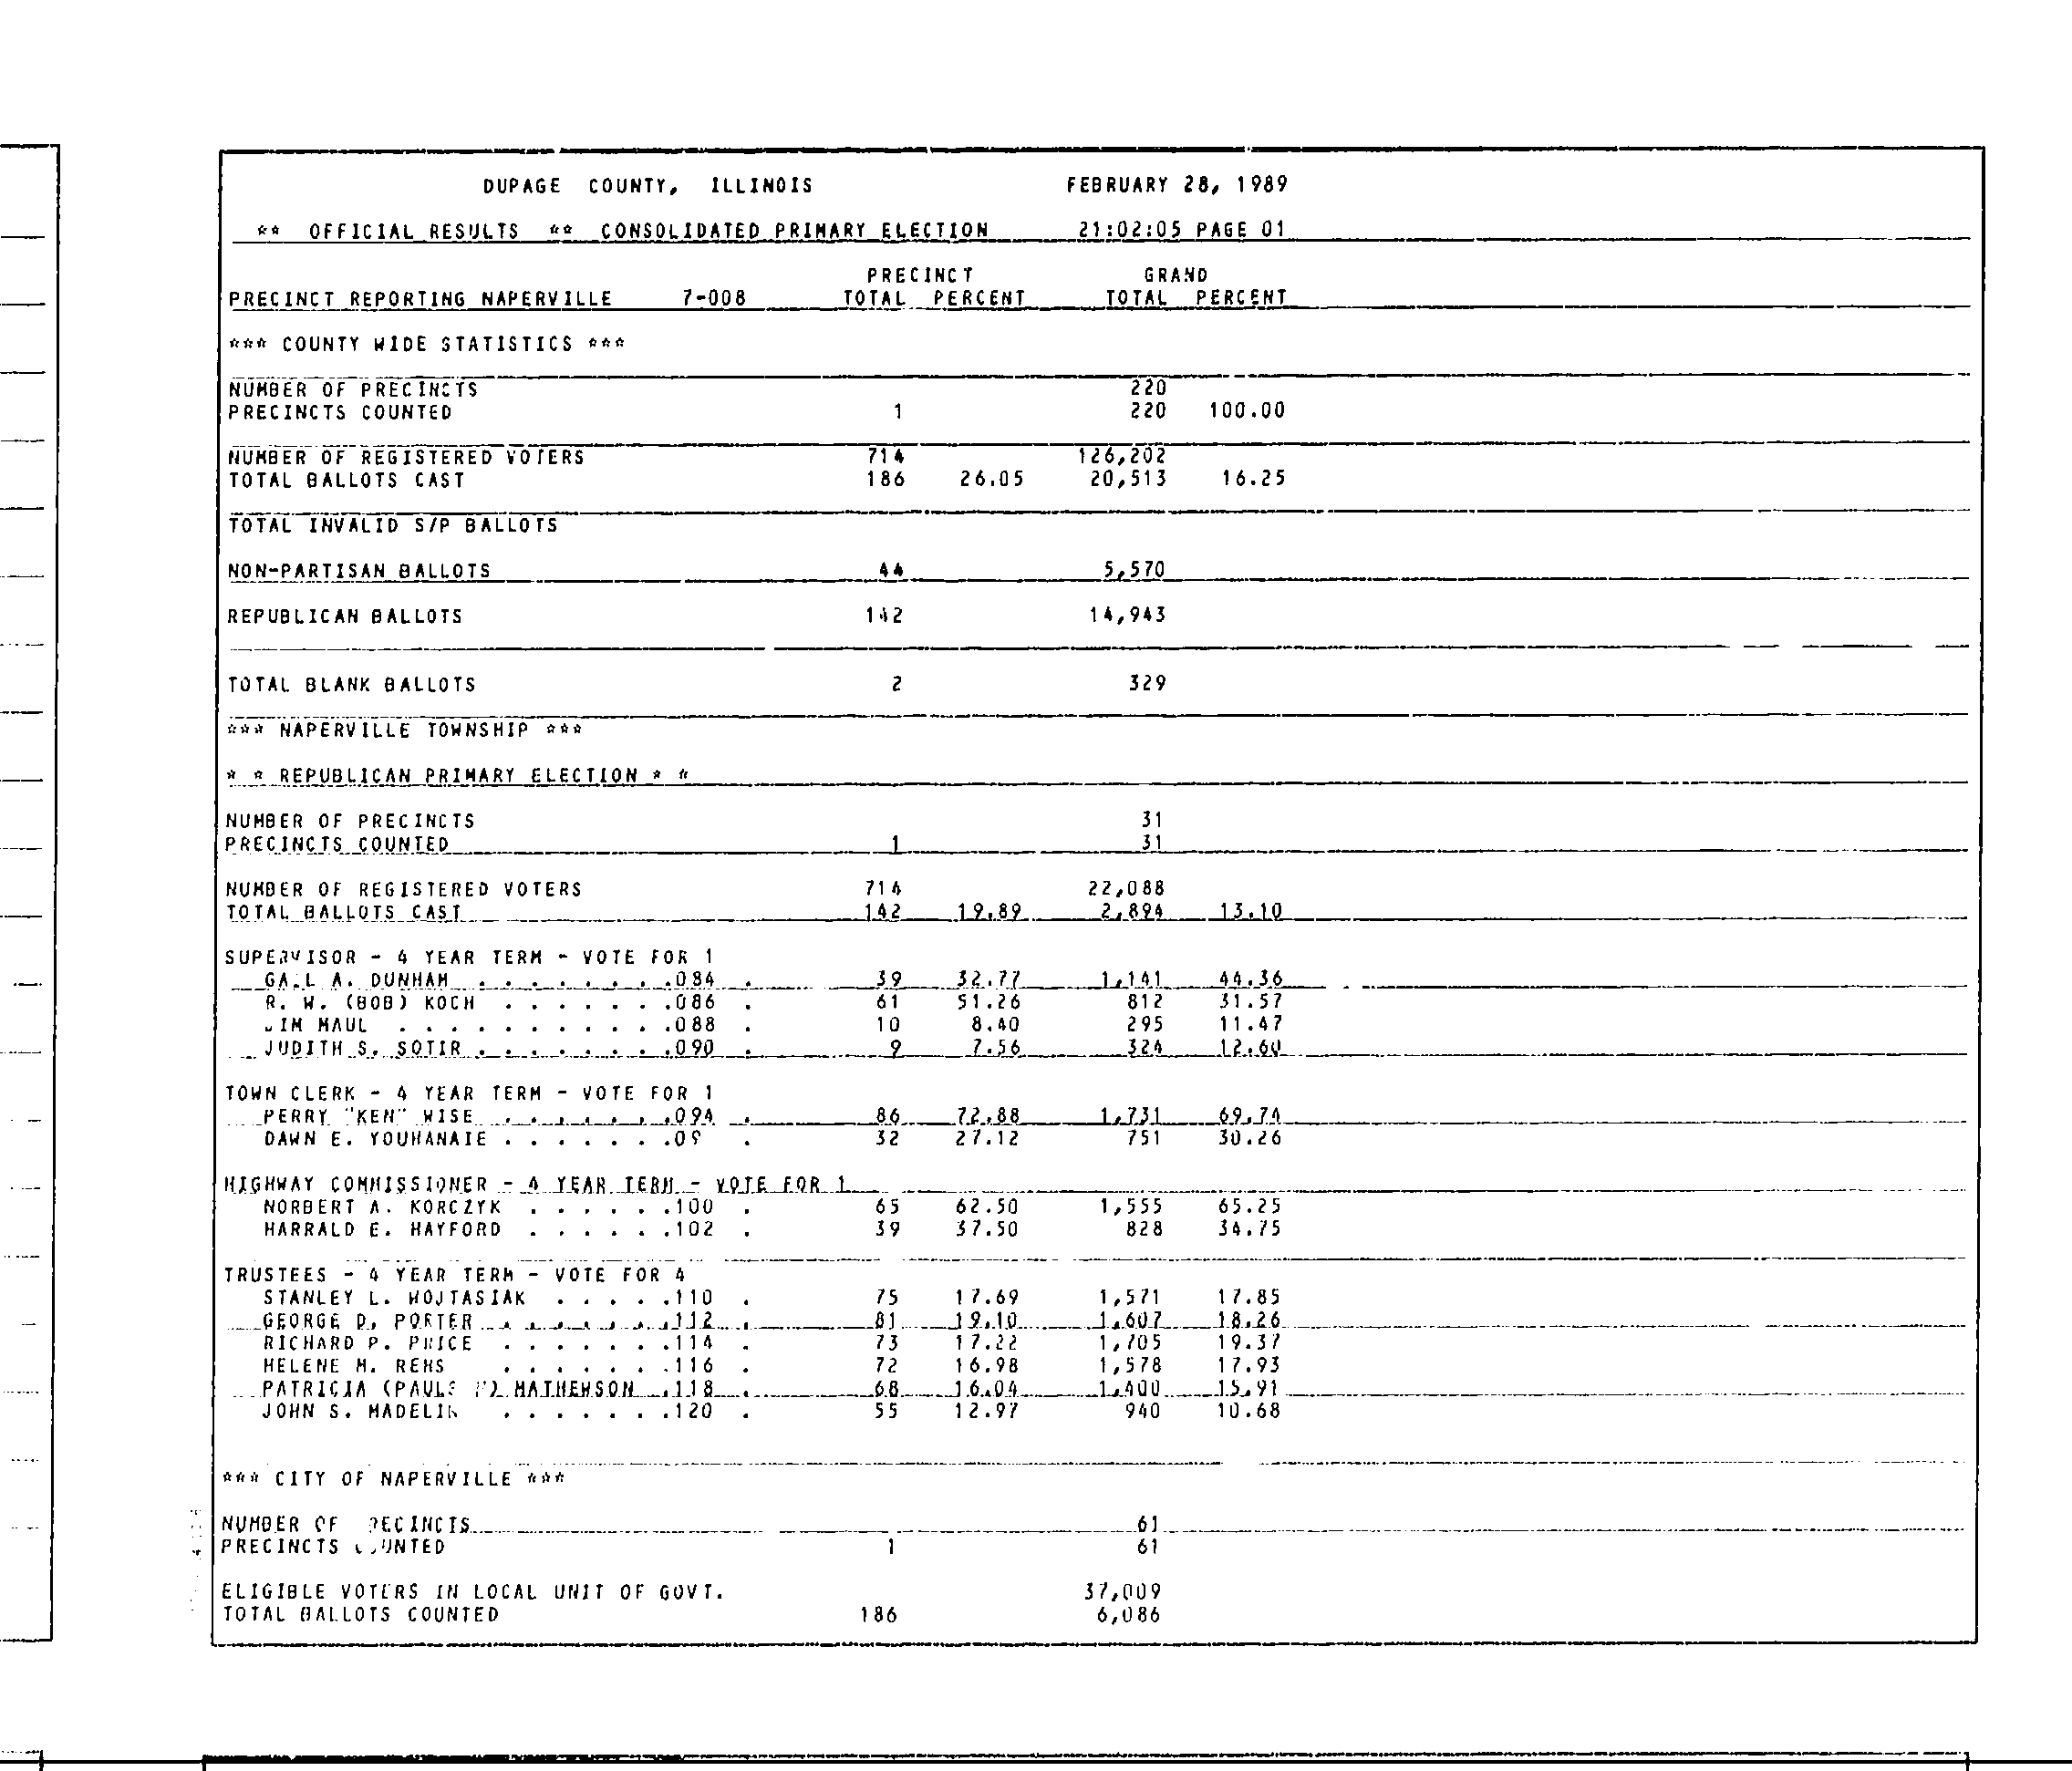 DUPAGE COUNTY, ILLINOIS FEBRUARY 28, 1989
** OFFICIAL RESULTS ** CONSOLIDATED PRIMARY ELECTION 21:02:05 PAGE 01
PRECINCT GRAND
PRECINCT REPORTING NAPERVILLE 7-008 TOTAL PERCENT TOTAL PERCENT
*** COUNTY WIDE STATISTICS ***
NUMBER OF PRECINCTS 220
PRECINCTS COUNTED 1 220 100.00
NUMBER OF REGISTERED VOTERS 714 126,202
TOTAL BALLOTS CAST 186 26.05 20,513 16.25
TOTAL INVALID S/P BALLOTS
NON-PARTISAN BALLOTS 44 5,570
REPUBLICAN BALLOTS 142 14,943
TOTAL BLANK BALLOTS 2 329
*** NAPERVILLE TOWNSHIP ***
* * REPUBLICAN PRIMARY ELECTION * *
NUMBER OF PRECINCTS 31
PRECINCTS COUNTED 1 31
NUMBER OF REGISTERED VOTERS 714 22,088
TOTAL BALLOTS CAST 142 19.89 2,894 13.10
SUPERVISOR - 4 YEAR TERM - VOTE FOR 1
GAIL A. DUNHAM . . . . . . . .084 . 39 32.77 1,141 44.36
R. W. (BOB) KOCH . . . . . . .086 . 61 51.26 812 31.57
JIM MAUL . . . . . . . . . . .088 . 10 8.40 295 11.47
JUDITH S. SOTIR . . . . . . . .090 . 9 7.56 324 12.60
TOWN CLERK - 4 YEAR TERM - VOTE FOR 1
PERRY "KEN" WISE . . . . . . .094 . 86 72.88 1,731 69.74
DAWN E. YOUHANAIE . . . . . . . . 32 27.12 751 30.26
HIGHWAY COMMISSIONER - 4 YEAR TERM - VOTE FOR 1
NORBERT A. KORCZYK . . . . . .100 . 65 62.50 1,555 65.25
HARRALD E. HAYFORD . . . . . .102 . 39 37.50 828 34.75
TRUSTEES - 4 YEAR TERM - VOTE FOR 4
STANLEY L. WOJTASIAK . . . . .110 . 75 17.69 1,571 17.85
GEORGE D. PORTER . . . . . . .112 . 81 19.10 1,607 18.26
RICHARD P. PRICE . . . . . . .114 . 73 17.22 1,705 19.37
HELENE M. REHS . . . . . . .116 . 72 16.98 1,578 17.93
PATRICIA MATHEWSON .118 . 68 16.04 1,400 15.91
JOHN S. . . . . . . .120 . 55 12.97 940 10.68
*** CITY OF NAPERVILLE ***
NUMBER OF PRECINCTS 61
PRECINCTS COUNTED 1 61
ELIGIBLE VOTERS IN LOCAL UNIT OF GOVT. 37,009
TOTAL BALLOTS COUNTED 186 6,086